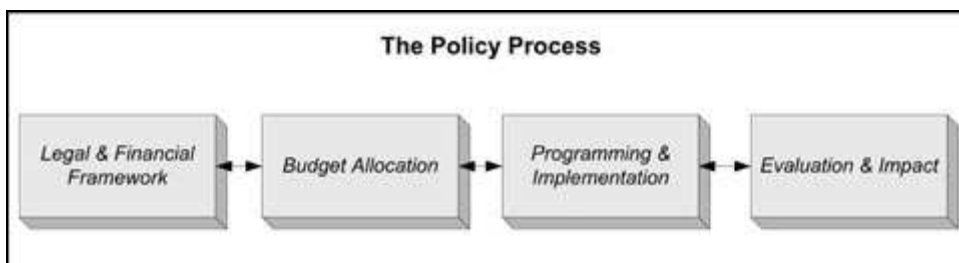 The Policy Process
Legal & Financial
Framework
Budget Allocation
Programming &
Implementation
Evaluation & Impact